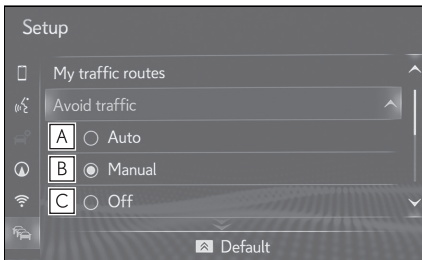 Setup
My traffic routes
Avoid traffic
A Auto
B Manual
C Off
Default